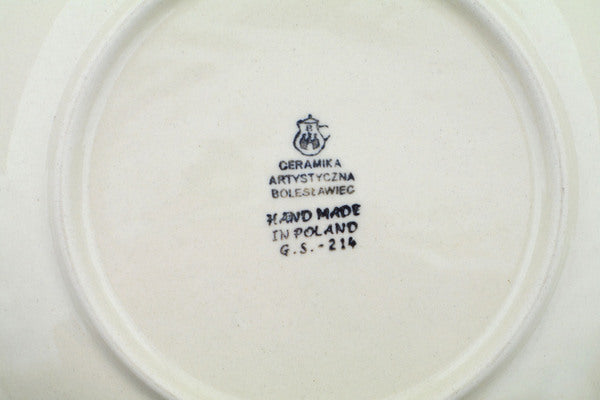 CERAMIKA
ARTYSTYCZNA
BOLESŁAWIEC
HAND MADE
IN POLAND
G.S.-214